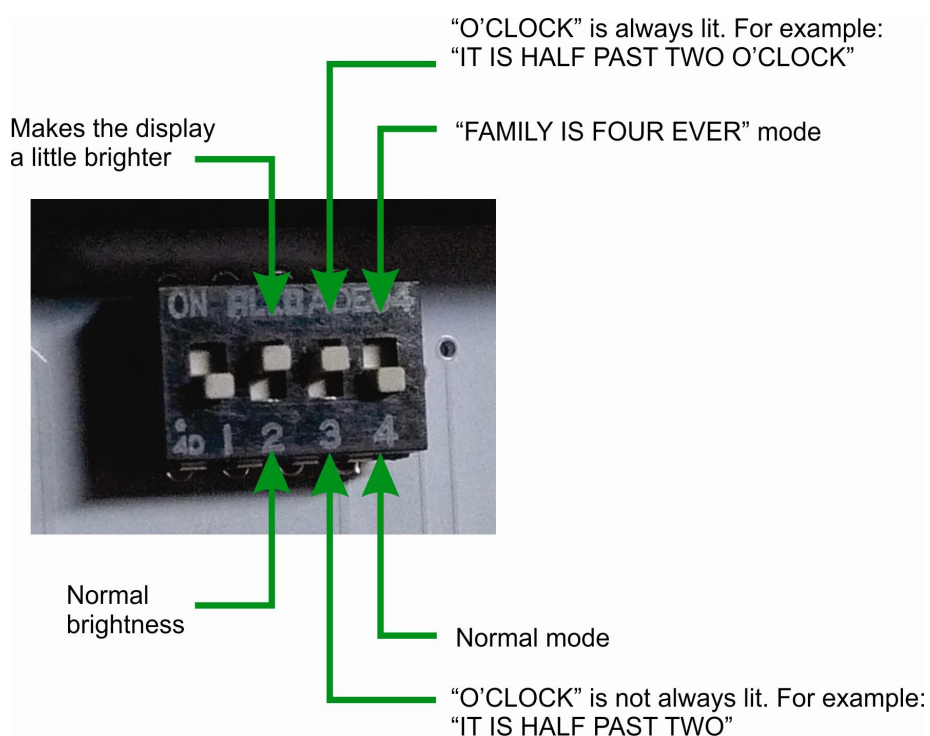 “O’CLOCK” is always lit. For example:
“IT IS HALF PAST TWO O’CLOCK”
Makes the display
a little brighter
“FAMILY IS FOUR EVER” mode
ON
4D 1 2 3 4
Normal
brightness
Normal mode
“O’CLOCK” is not always lit. For example:
“IT IS HALF PAST TWO”